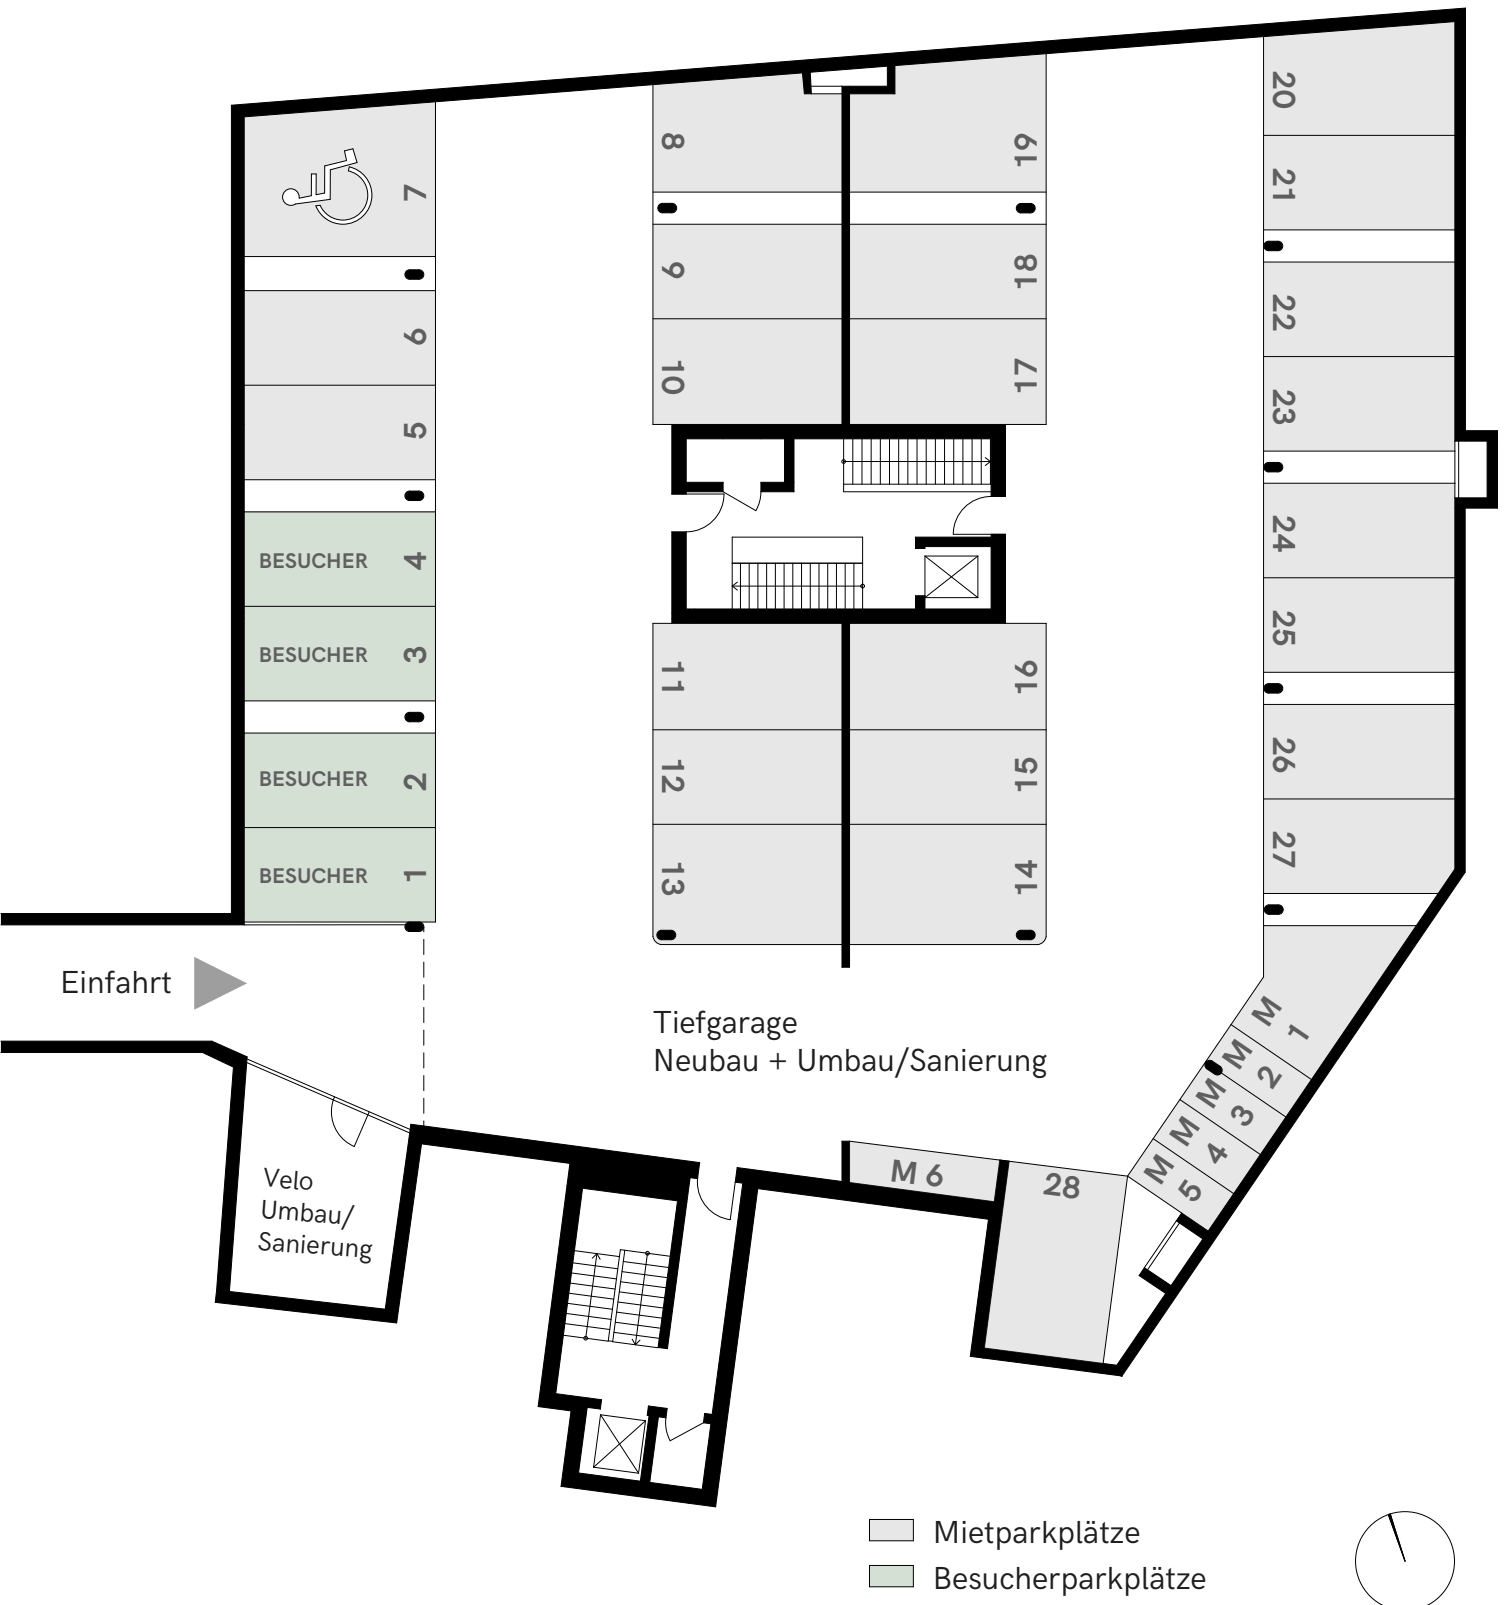 20
8
19
7
21
9
18
22
6
10
17
23
5
BESUCHER 4
24
BESUCHER 3
11
16
25
BESUCHER 2
12
15
26
BESUCHER 1
13
14
27
Einfahrt
Tiefgarage
Neubau + Umbau/Sanierung
M 1
M 2
M 3
M 4
M 5
M 6
28
Velo
Umbau/
Sanierung
Mietparkplätze
Besucherparkplätze